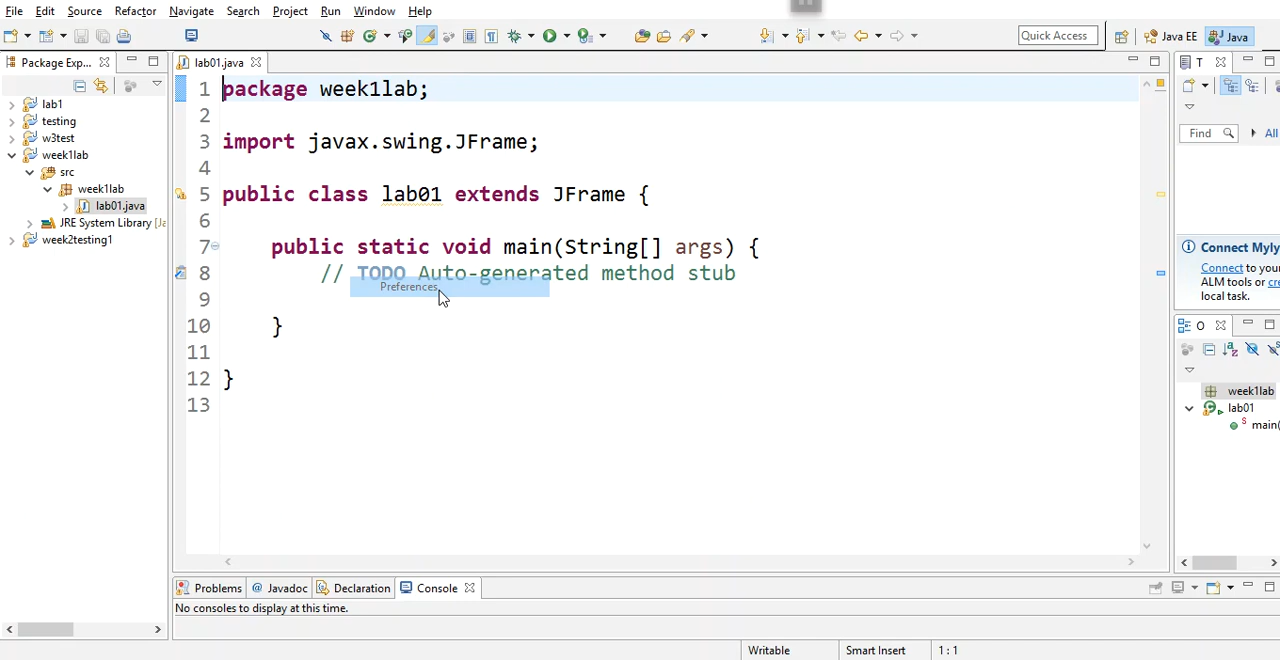 File Edit Source Refactor Navigate Search Project Run Window Help
Quick Access Java EE Java
Package Exp... lab01.java T
lab1
testing
w3test
week1lab
src
week1lab
lab01.java
JRE System Library [Ja
week2testing1
1 package week1lab;
2
3 import javax.swing.JFrame;
4
5 public class lab01 extends JFrame {
6
7 public static void main(String[] args) {
8 // TODO Auto-generated method stub
Preferences
9
10 }
11
12 }
13
Find All
Connect Myly
Connect to your
ALM tools or cre
local task.
O
week1lab
lab01
S main(
Problems @ Javadoc Declaration Console
No consoles to display at this time.
Writable Smart Insert 1 : 1